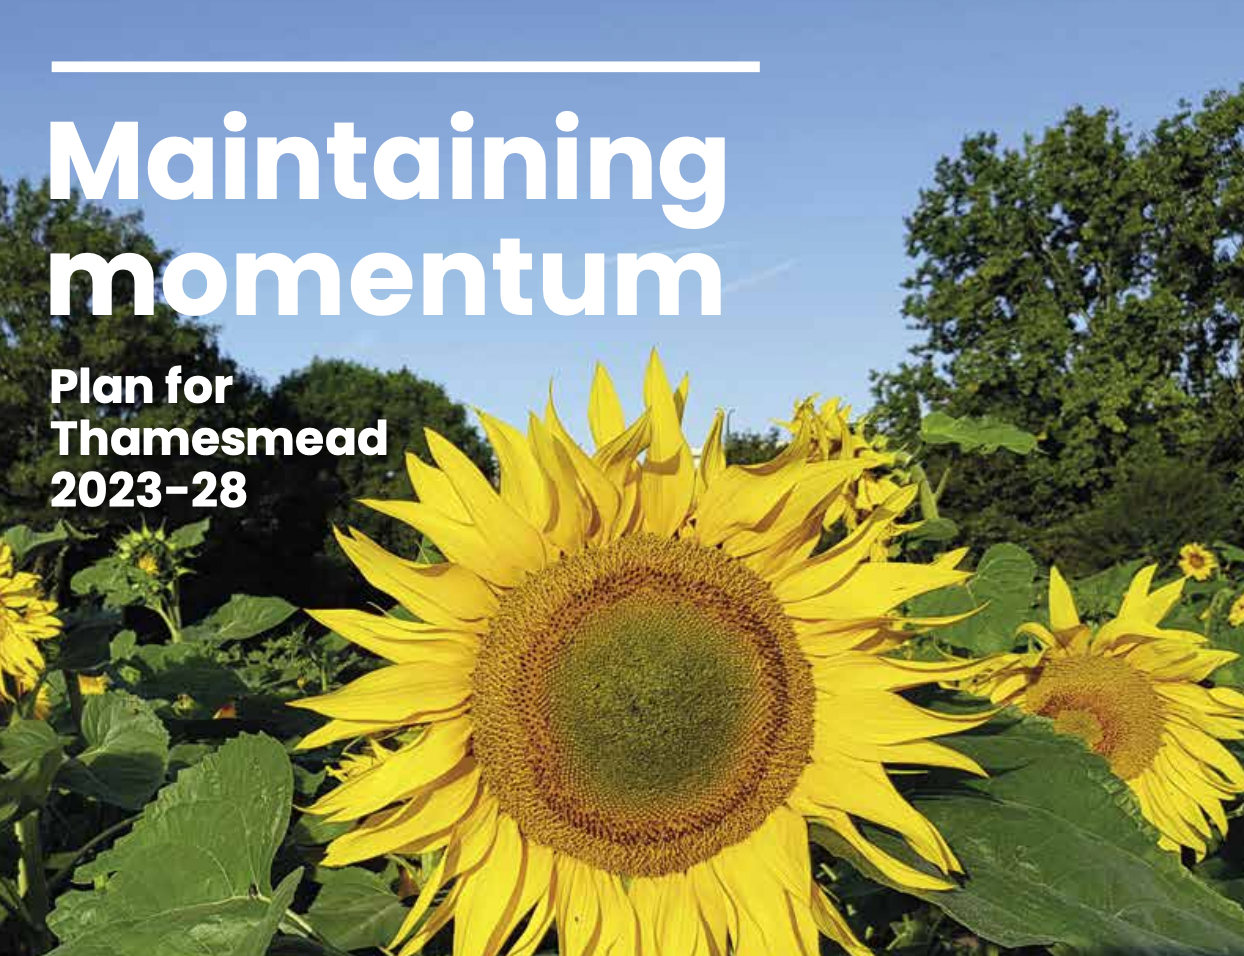 Maintaining
momentum
Plan for
Thamesmead
2023–28